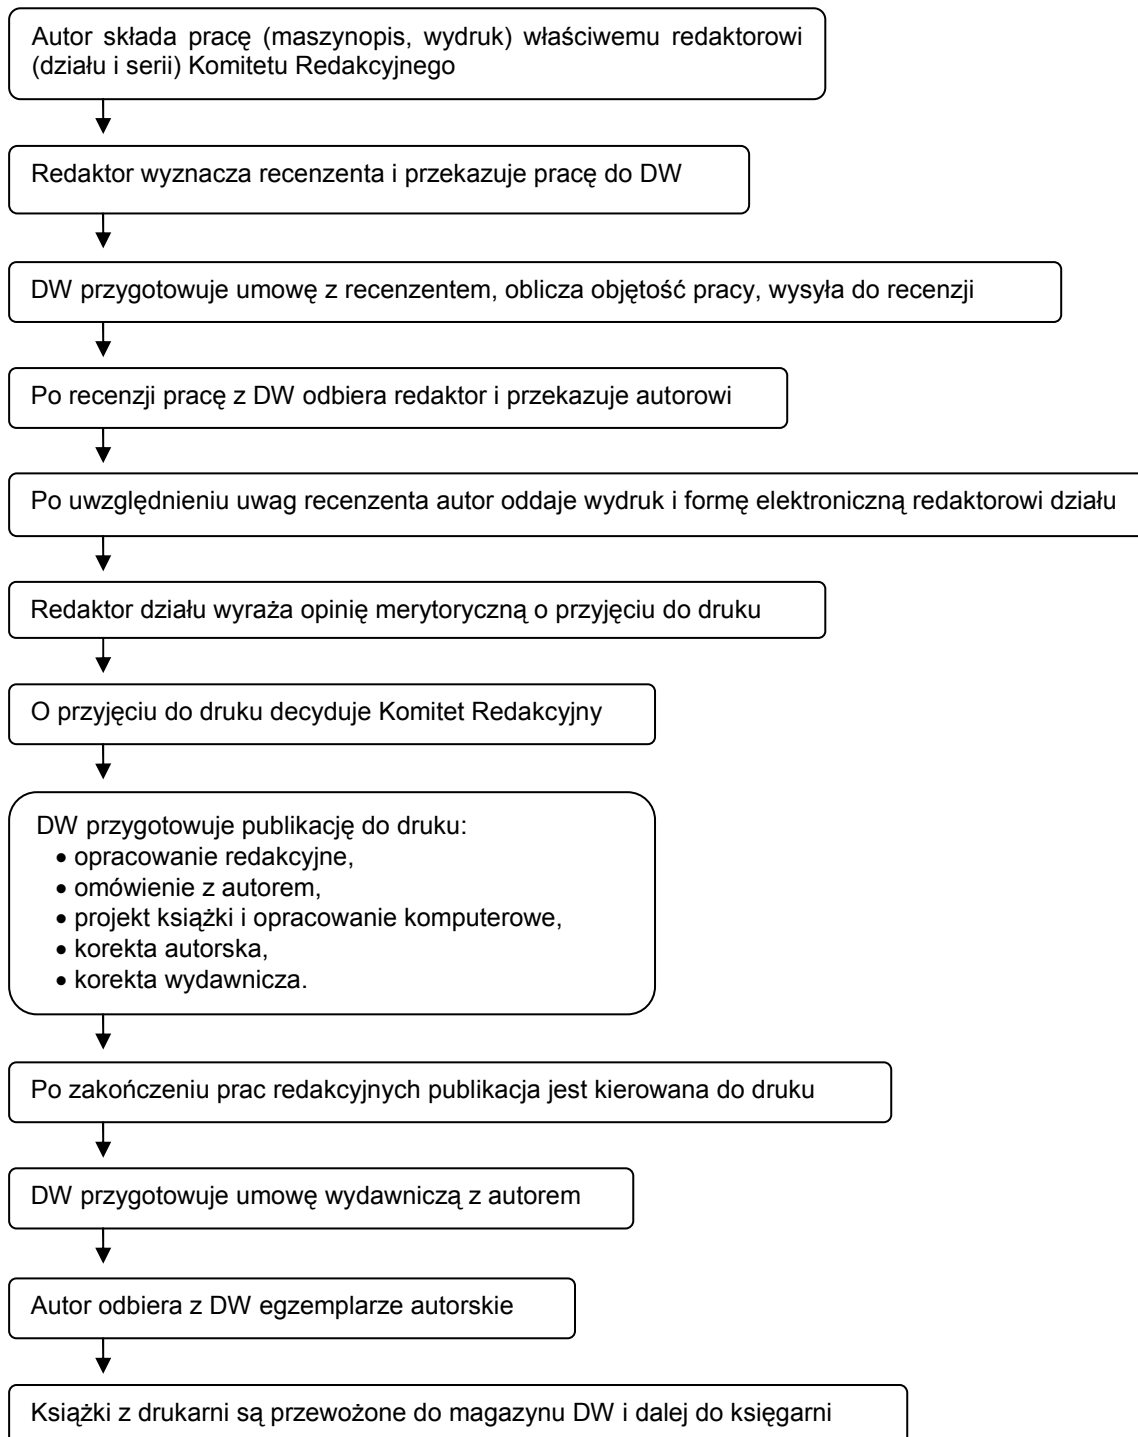 Autor składa pracę (maszynopis, wydruk) właściwemu redaktorowi
(działu i serii) Komitetu Redakcyjnego
Redaktor wyznacza recenzenta i przekazuje pracę do DW
DW przygotowuje umowę z recenzentem, oblicza objętość pracy, wysyła do recenzji
Po recenzji pracę z DW odbiera redaktor i przekazuje autorowi
Po uwzględnieniu uwag recenzenta autor oddaje wydruk i formę elektroniczną redaktorowi działu
Redaktor działu wyraża opinię merytoryczną o przyjęciu do druku
O przyjęciu do druku decyduje Komitet Redakcyjny
DW przygotowuje publikację do druku:
• opracowanie redakcyjne,
• omówienie z autorem,
• projekt książki i opracowanie komputerowe,
• korekta autorska,
• korekta wydawnicza.
Po zakończeniu prac redakcyjnych publikacja jest kierowana do druku
DW przygotowuje umowę wydawniczą z autorem
Autor odbiera z DW egzemplarze autorskie
Książki z drukarni są przewożone do magazynu DW i dalej do księgarni